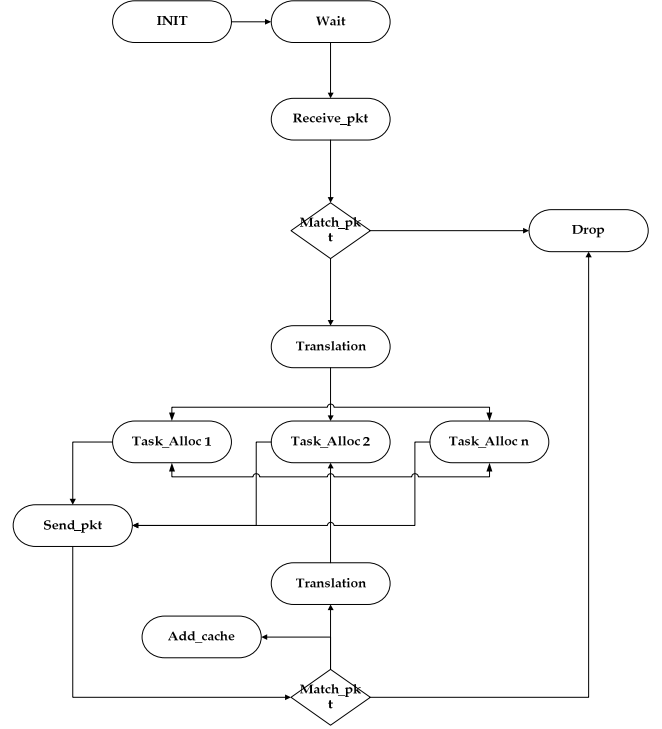 INIT
Wait
Receive_pkt
Match_pk
t
Drop
Translation
Task_Alloc 1
Task_Alloc 2
Task_Alloc n
Send_pkt
Translation
Add_cache
Match_pk
t